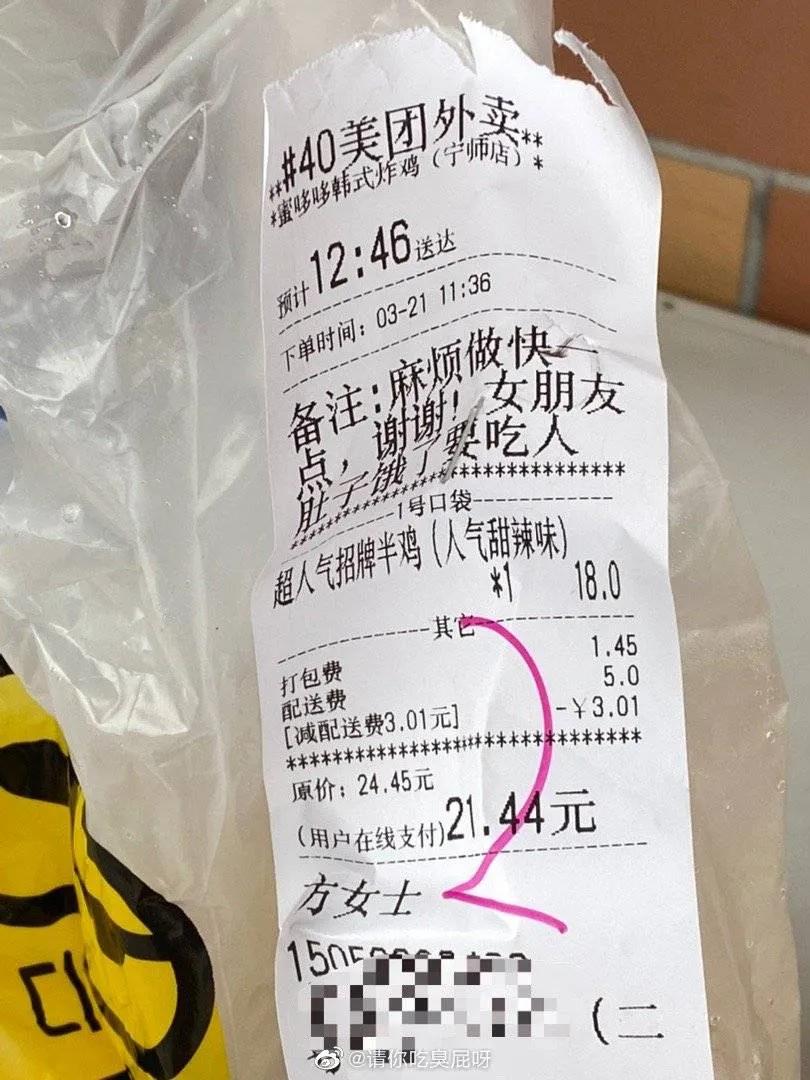 **#40美团外卖**
*蜜哆哆韩式炸鸡（宁师店）*
预计12:46送达
下单时间：03-21 11:36
备注:麻烦做快一
点，谢谢！女朋友
肚子饿了要吃人
********************************
1号口袋
超人气招牌半鸡(人气甜辣味)
*1 18.0
其它
打包费 1.45
配送费 5.0
[减配送费3.01元] -￥3.01
********************************
原价：24.45元
(用户在线支付)21.44元
方女士
(二
@请你吃臭屁呀